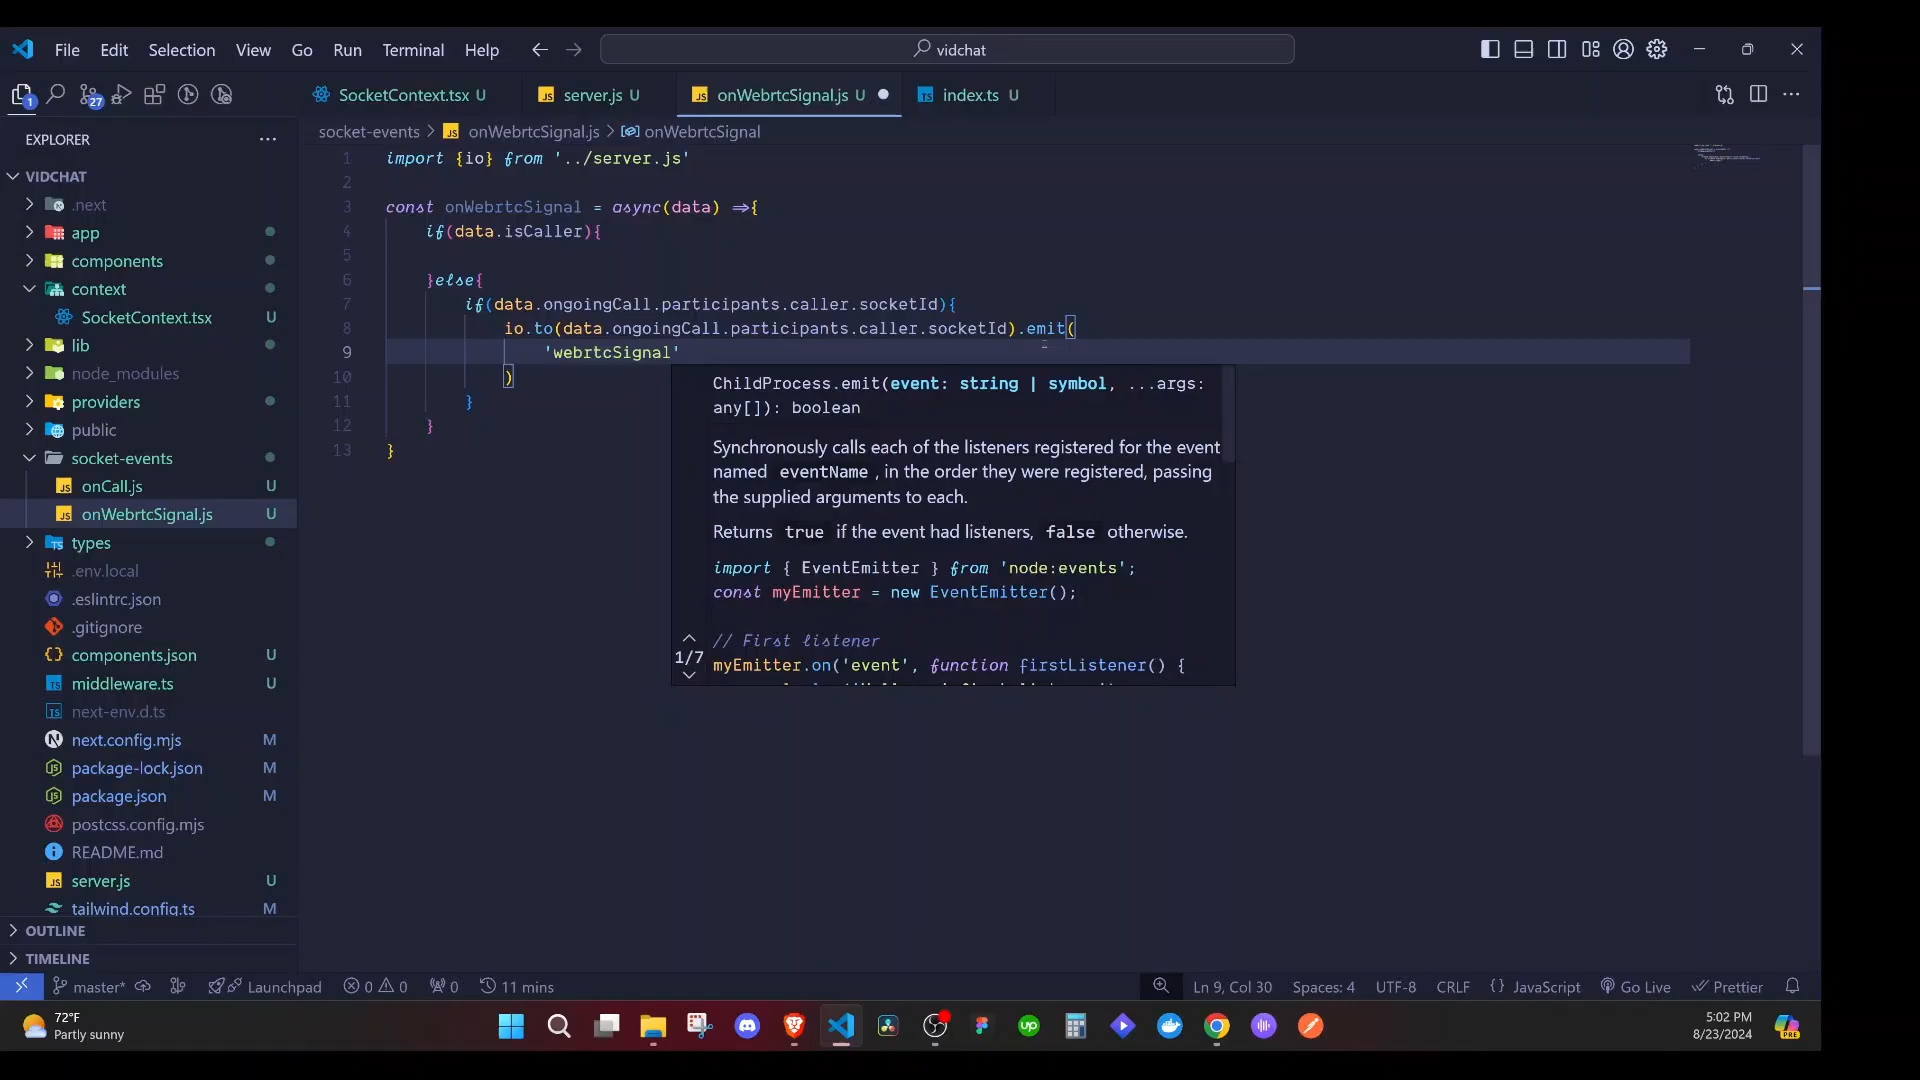 File Edit Selection View Go Run Terminal Help
vidchat
1
27
SocketContext.tsx U
server.js U
onWebrtcSignal.js U
index.ts U
EXPLORER
socket-events > JS onWebrtcSignal.js > onWebrtcSignal
VIDCHAT
.next
app
components
context
SocketContext.tsx U
lib
node_modules
providers
public
socket-events
JS onCall.js U
JS onWebrtcSignal.js U
types
.env.local
.eslintrc.json
.gitignore
components.json U
middleware.ts U
next-env.d.ts
next.config.mjs M
package-lock.json M
package.json M
postcss.config.mjs
README.md
JS server.js U
tailwind.config.ts M
OUTLINE
TIMELINE
1 import {io} from '../server.js'
2
3 const onWebrtcSignal = async(data) =>{
4 if(data.isCaller){
5
6 }else{
7 if(data.ongoingCall.participants.caller.socketId){
8 io.to(data.ongoingCall.participants.caller.socketId).emit(
9 'webrtcSignal'
10 )
11 }
12 }
13 }
ChildProcess.emit(event: string | symbol, ...args:
any[]): boolean
Synchronously calls each of the listeners registered for the event
named eventName , in the order they were registered, passing
the supplied arguments to each.
Returns true if the event had listeners, false otherwise.
import { EventEmitter } from 'node:events';
const myEmitter = new EventEmitter();
// First listener
1/7
myEmitter.on('event', function firstListener() {
master* Launchpad 0 0 0 11 mins
Ln 9, Col 30 Spaces: 4 UTF-8 CRLF {} JavaScript Go Live Prettier
72°F
Partly sunny
up
5:02 PM
8/23/2024
PRE